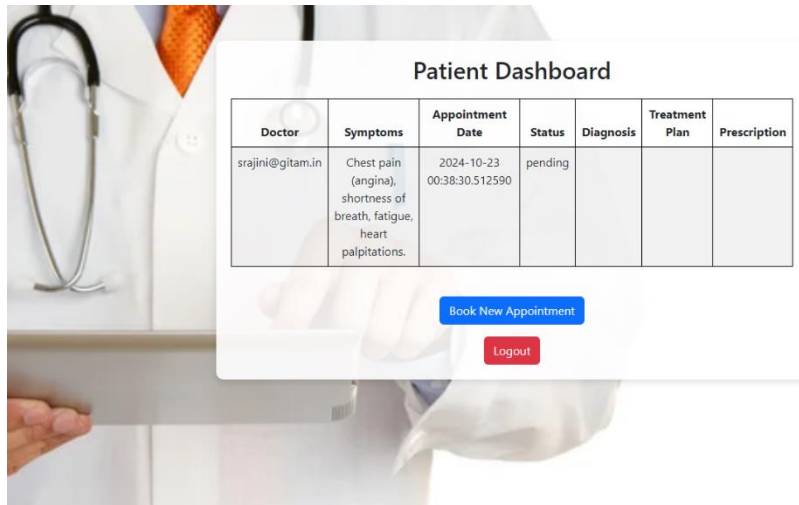 Patient Dashboard
Doctor Symptoms Appointment Date Status Diagnosis Treatment Plan Prescription
srajini@gitam.in Chest pain 2024-10-23 pending
(angina), 00:38:30.512590
shortness of
breath, fatigue,
heart
palpitations.
Book New Appointment
Logout